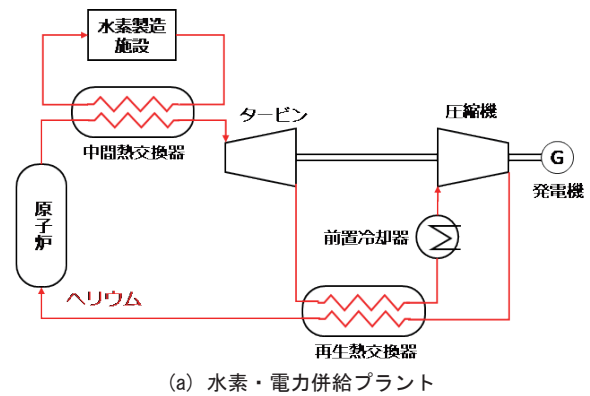 水素製造
施設
中間熱交換器
タービン
圧縮機
G
発電機
原子炉
前置冷却器
ヘリウム
再生熱交換器
(a) 水素・電力併給プラント